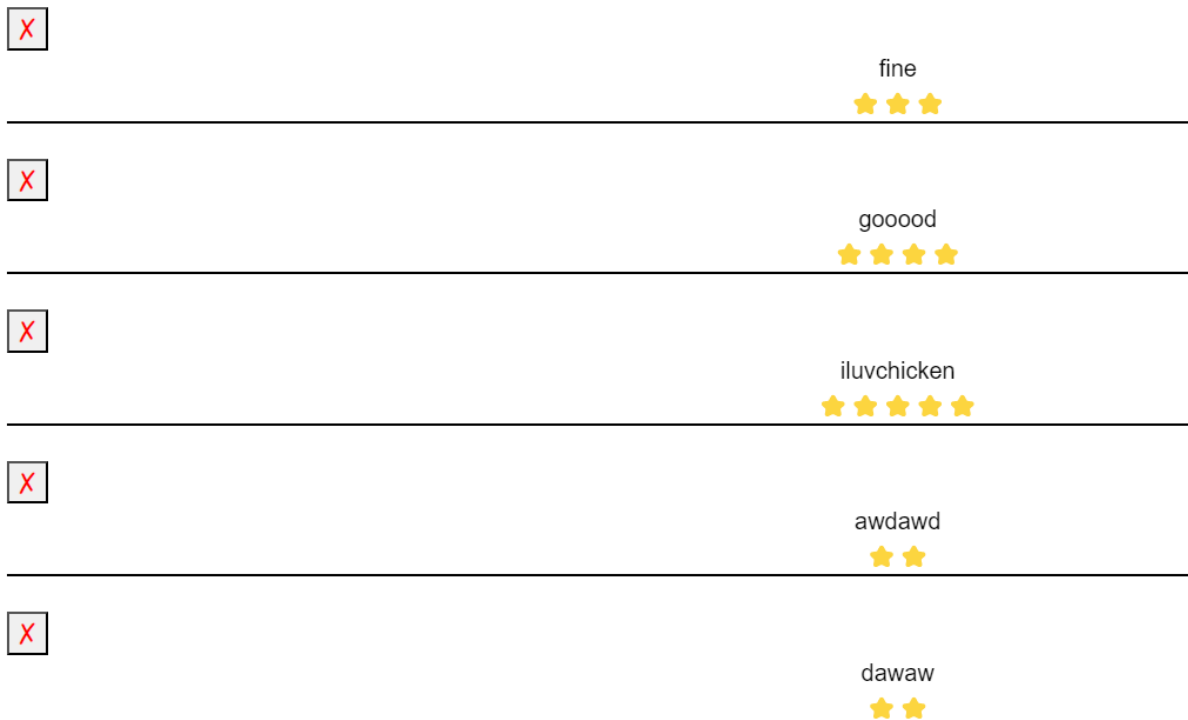 ✗
fine
✗
gooood
✗
iluvchicken
✗
awdawd
✗
dawaw